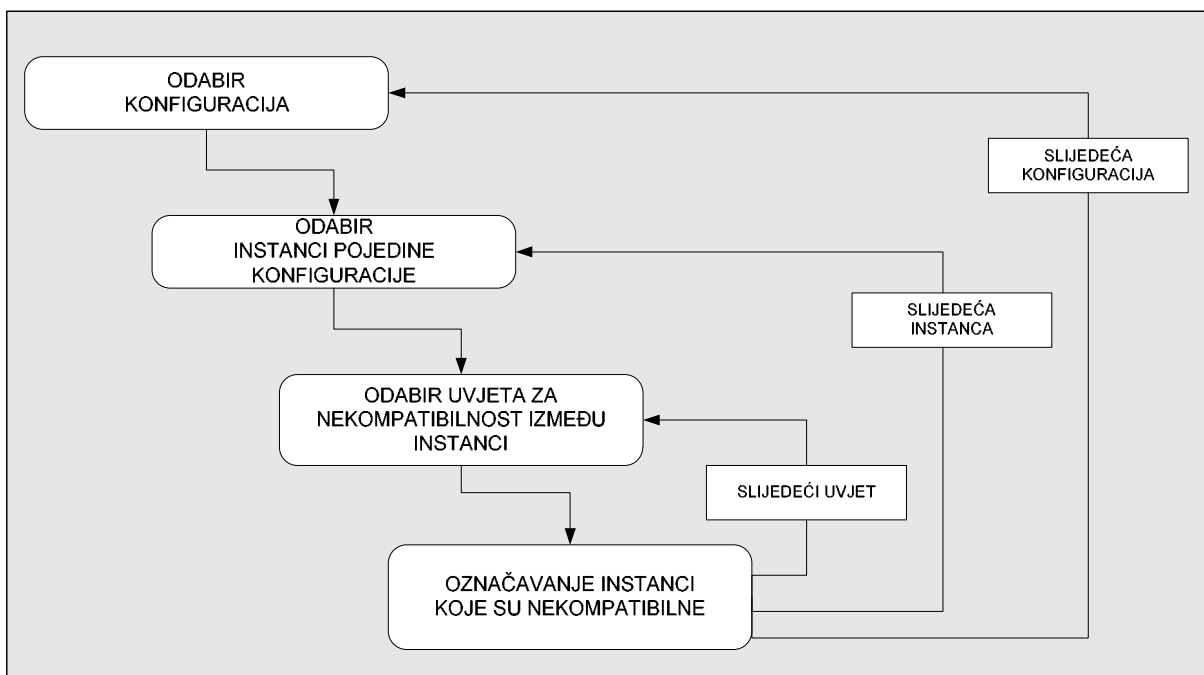 ODABIR
KONFIGURACIJA
SLIJEDEĆA
KONFIGURACIJA
ODABIR
INSTANCI POJEDINE
KONFIGURACIJE
SLIJEDEĆA
INSTANCA
ODABIR UVJETA ZA
NEKOMPATIBILNOST IZMEĐU
INSTANCI
SLIJEDEĆI UVJET
OZNAČAVANJE INSTANCI
KOJE SU NEKOMPATIBILNE